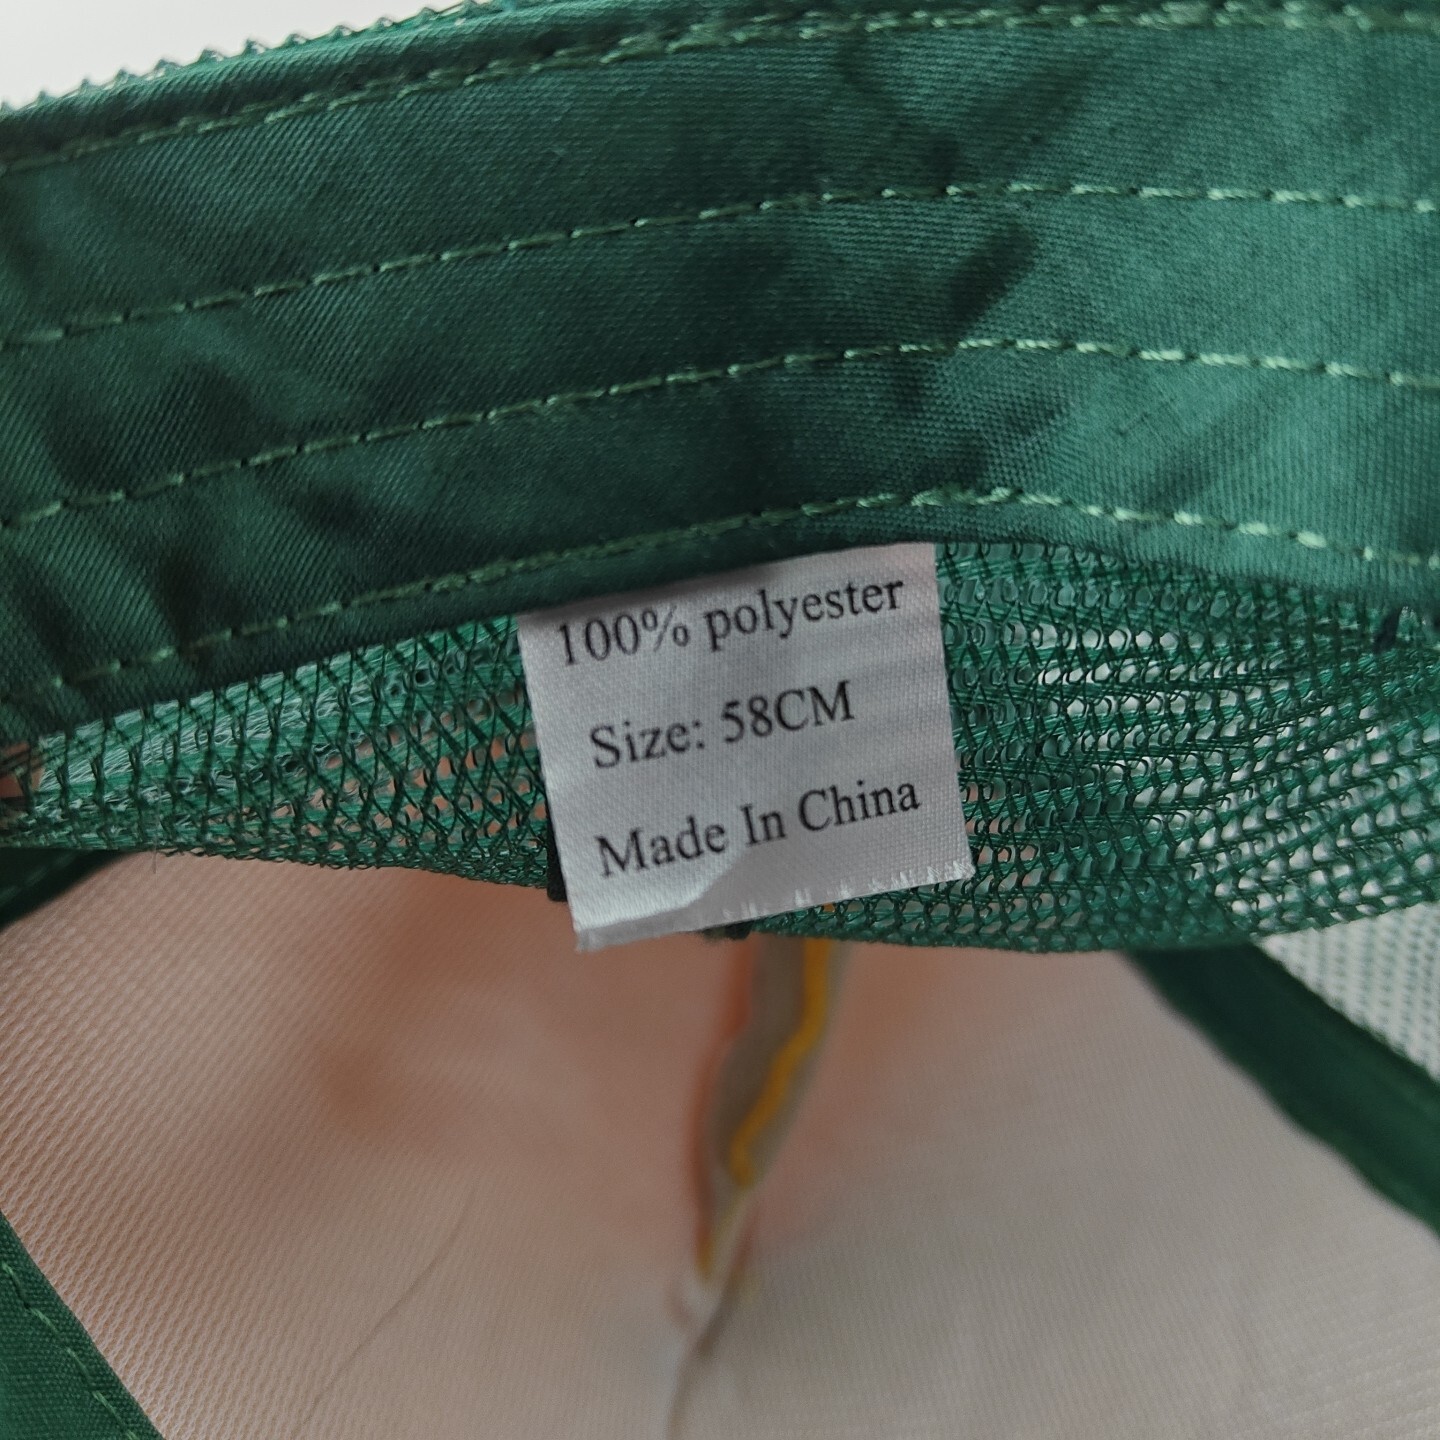 100% polyester
Size: 58CM
Made In China